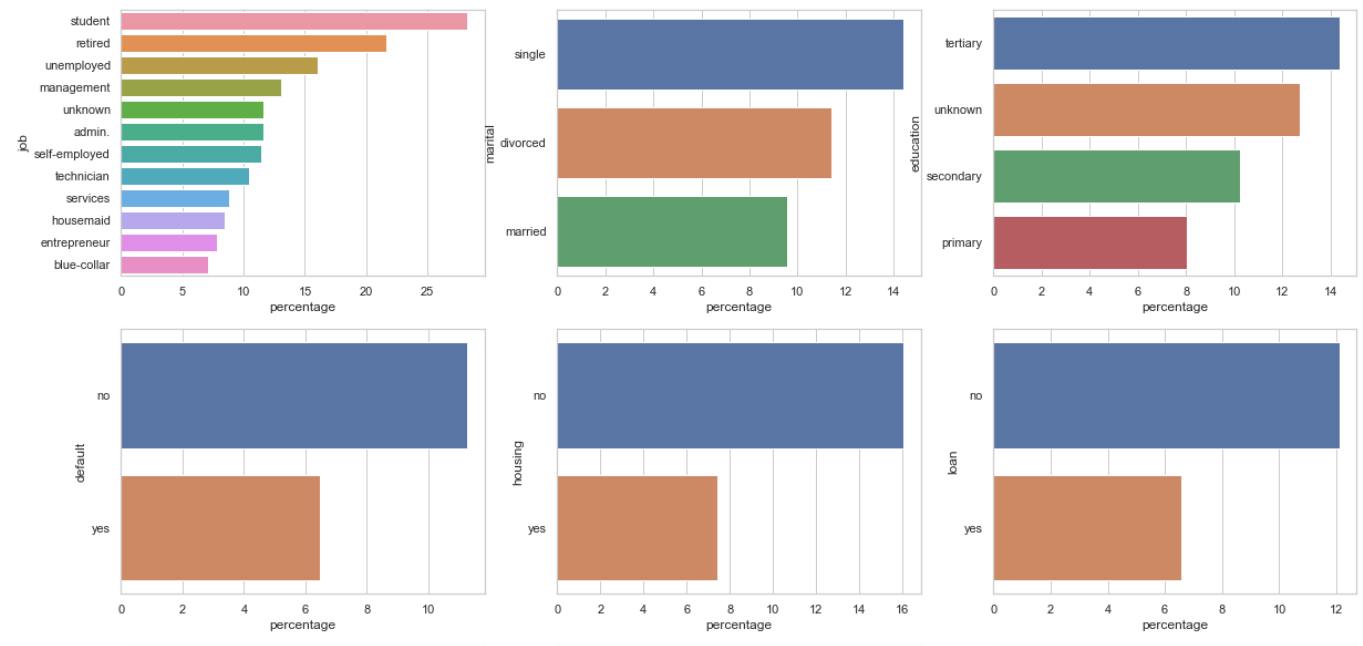 job
student
retired
unemployed
management
unknown
admin.
self-employed
technician
services
housemaid
entrepreneur
blue-collar
0 5 10 15 20 25
percentage
marital
single
divorced
married
0 2 4 6 8 10 12 14
percentage
education
tertiary
unknown
secondary
primary
0 2 4 6 8 10 12 14
percentage
default
no
yes
0 2 4 6 8 10
percentage
housing
no
yes
0 2 4 6 8 10 12 14 16
percentage
loan
no
yes
0 2 4 6 8 10 12
percentage